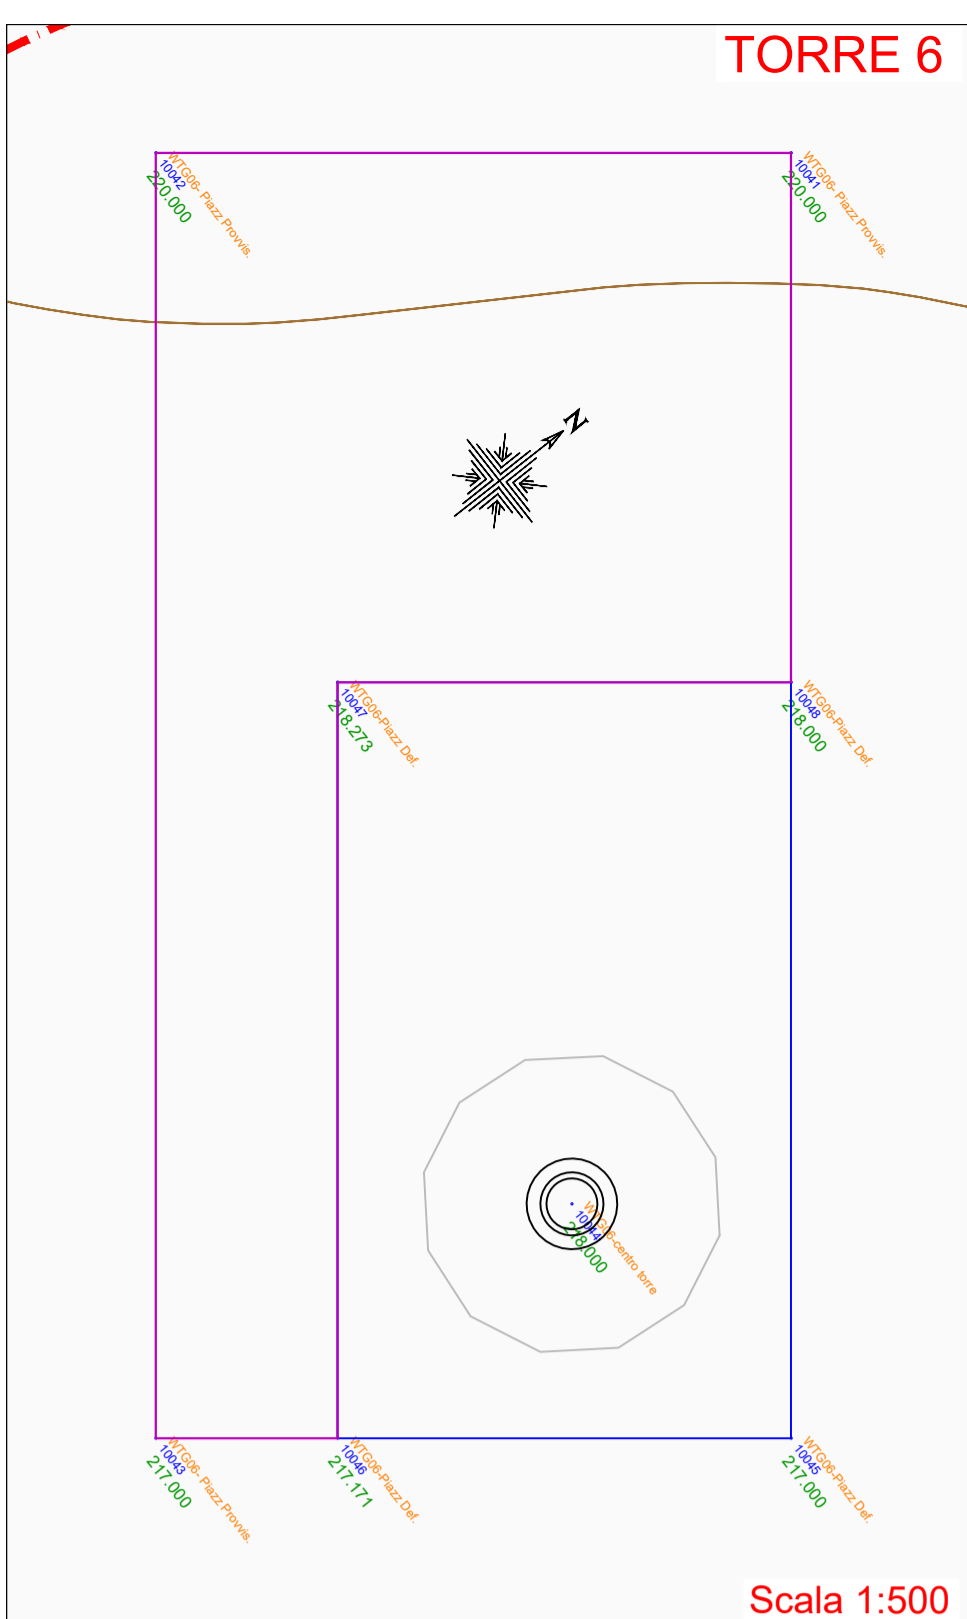 TORRE 6
WTG06- Piazz Provvis.
10042
220.000
WTG06- Piazz Provvis.
10041
220.000
N
WTG06-Piazz Def.
10047
218.273
WTG06-Piazz Def.
10048
218.000
WTG06-centro torre
10044
218.000
WTG06- Piazz Provvis.
10043
217.000
WTG06-Piazz Def.
10046
217.171
WTG06-Piazz Def.
10045
217.000
Scala 1:500